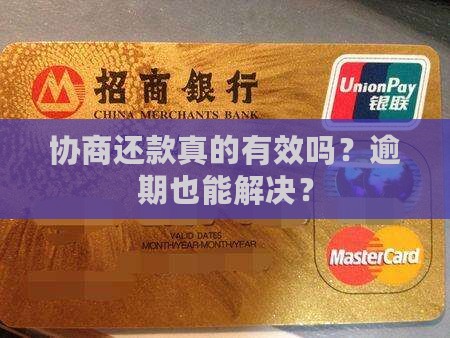 招商銀行
CHINA MERCHANTS BANK
UnionPay
银联
协商还款真的有效吗？逾
期也能解决？
VALID DATES
MONTH/YEAR-MONTH/YEAR
MasterCard